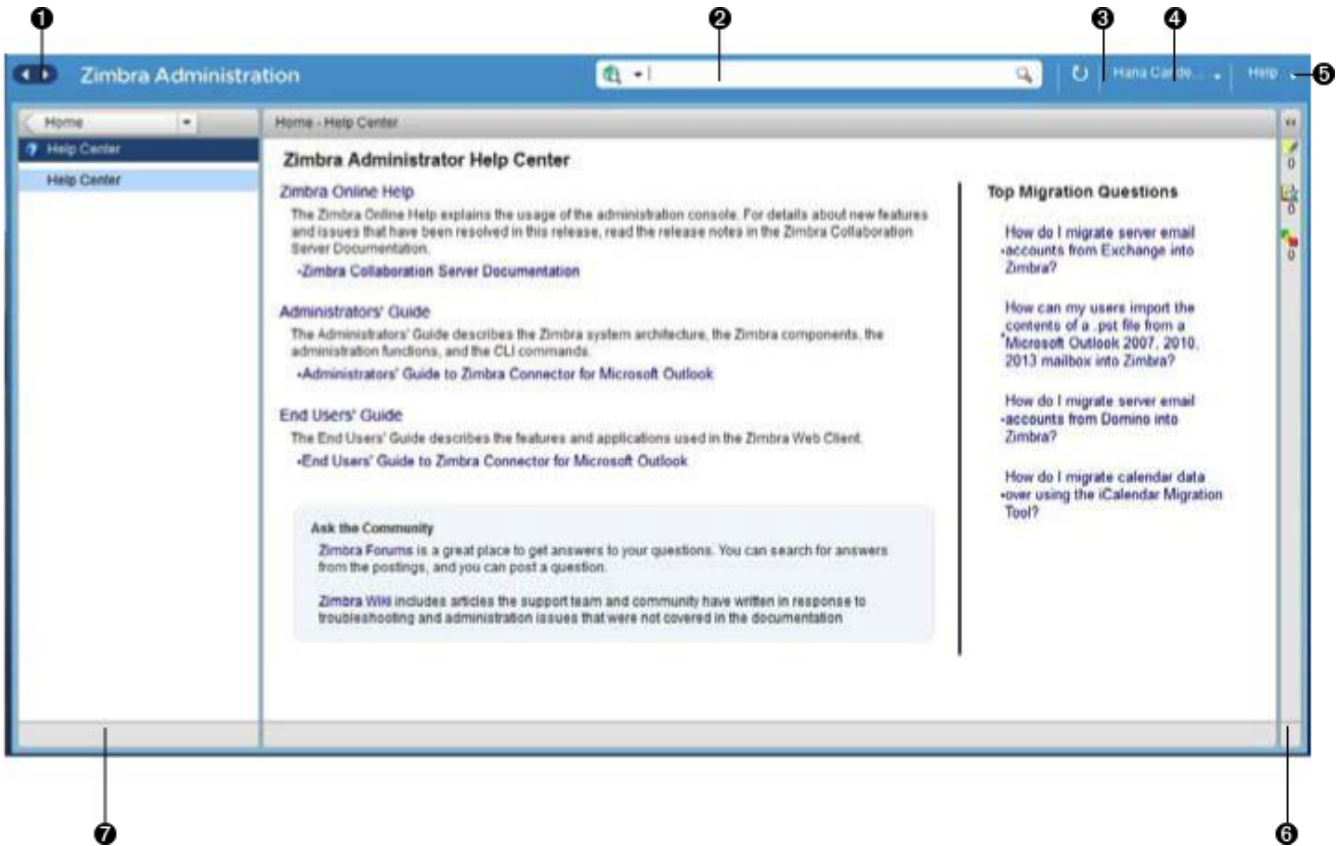 ❶ ❷ ❸ ❹
Zimbra Administration
Help ❺
Home
Home - Help Center
Help Center
Help Center
Zimbra Administrator Help Center
Zimbra Online Help
The Zimbra Online Help explains the usage of the administration console. For details about new features
and issues that have been resolved in this release, read the release notes in the Zimbra Collaboration
Server Documentation.
•Zimbra Collaboration Server Documentation
Administrators' Guide
The Administrators' Guide describes the Zimbra system architecture, the Zimbra components, the
administration functions, and the CLI commands.
•Administrators' Guide to Zimbra Connector for Microsoft Outlook
End Users' Guide
The End Users' Guide describes the features and applications used in the Zimbra Web Client.
•End Users' Guide to Zimbra Connector for Microsoft Outlook
Ask the Community
Zimbra Forums is a great place to get answers to your questions. You can search for answers
from the postings, and you can post a question.
Zimbra Wiki includes articles the support team and community have written in response to
troubleshooting and administration issues that were not covered in the documentation
Top Migration Questions
How do I migrate server email
•accounts from Exchange into
Zimbra?
How can my users import the
contents of a .pst file from a
•Microsoft Outlook 2007, 2010,
2013 mailbox into Zimbra?
How do I migrate server email
•accounts from Domino into
Zimbra?
How do I migrate calendar data
•over using the iCalendar Migration
Tool?
0
0
0
❼ ❻